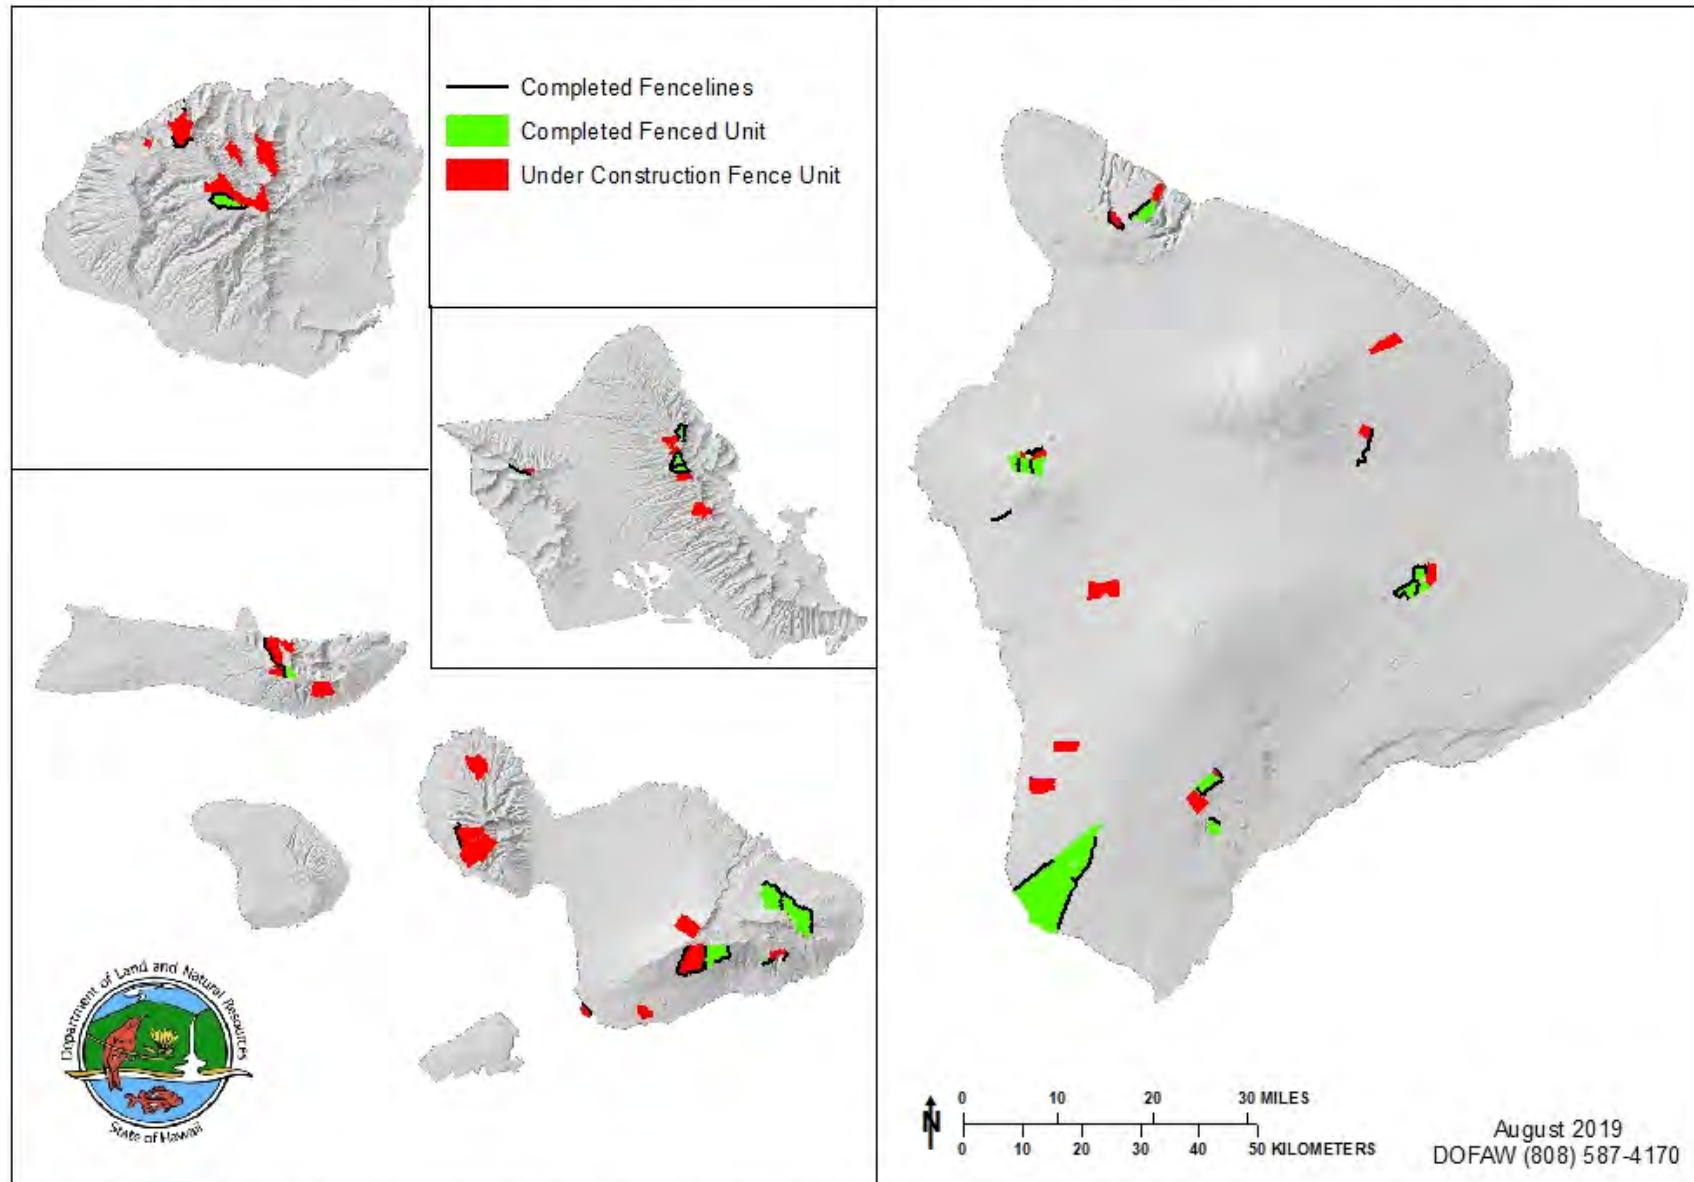 Completed Fencelines
Completed Fenced Unit
Under Construction Fence Unit
Department of Land and Natural Resources
State of Hawaii
N
0 10 20 30 MILES
0 10 20 30 40 50 KILOMETERS
August 2019
DOFAW (808) 587-4170